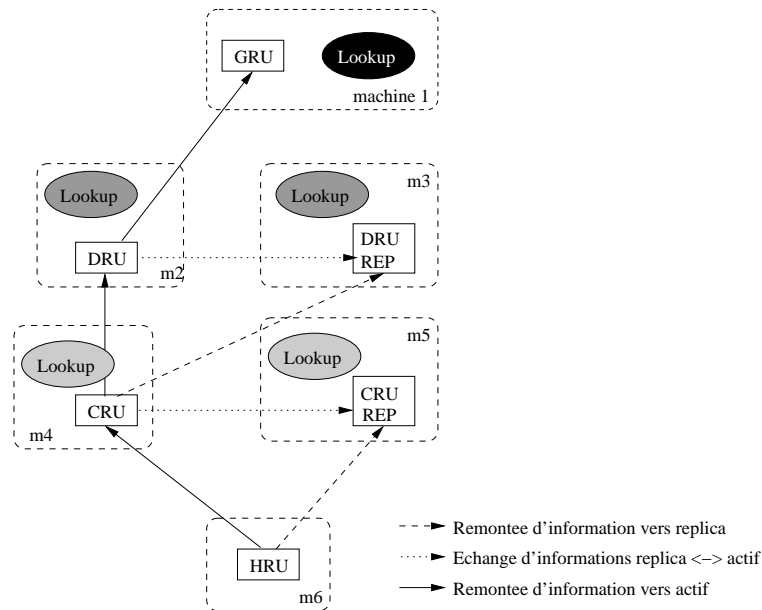 GRU
Lookup
machine 1
Lookup
DRU
m2
m3
Lookup
DRU
REP
Lookup
CRU
m4
m5
Lookup
CRU
REP
HRU
m6
Remontee d'information vers replica
Echange d'informations replica <−> actif
Remontee d'information vers actif